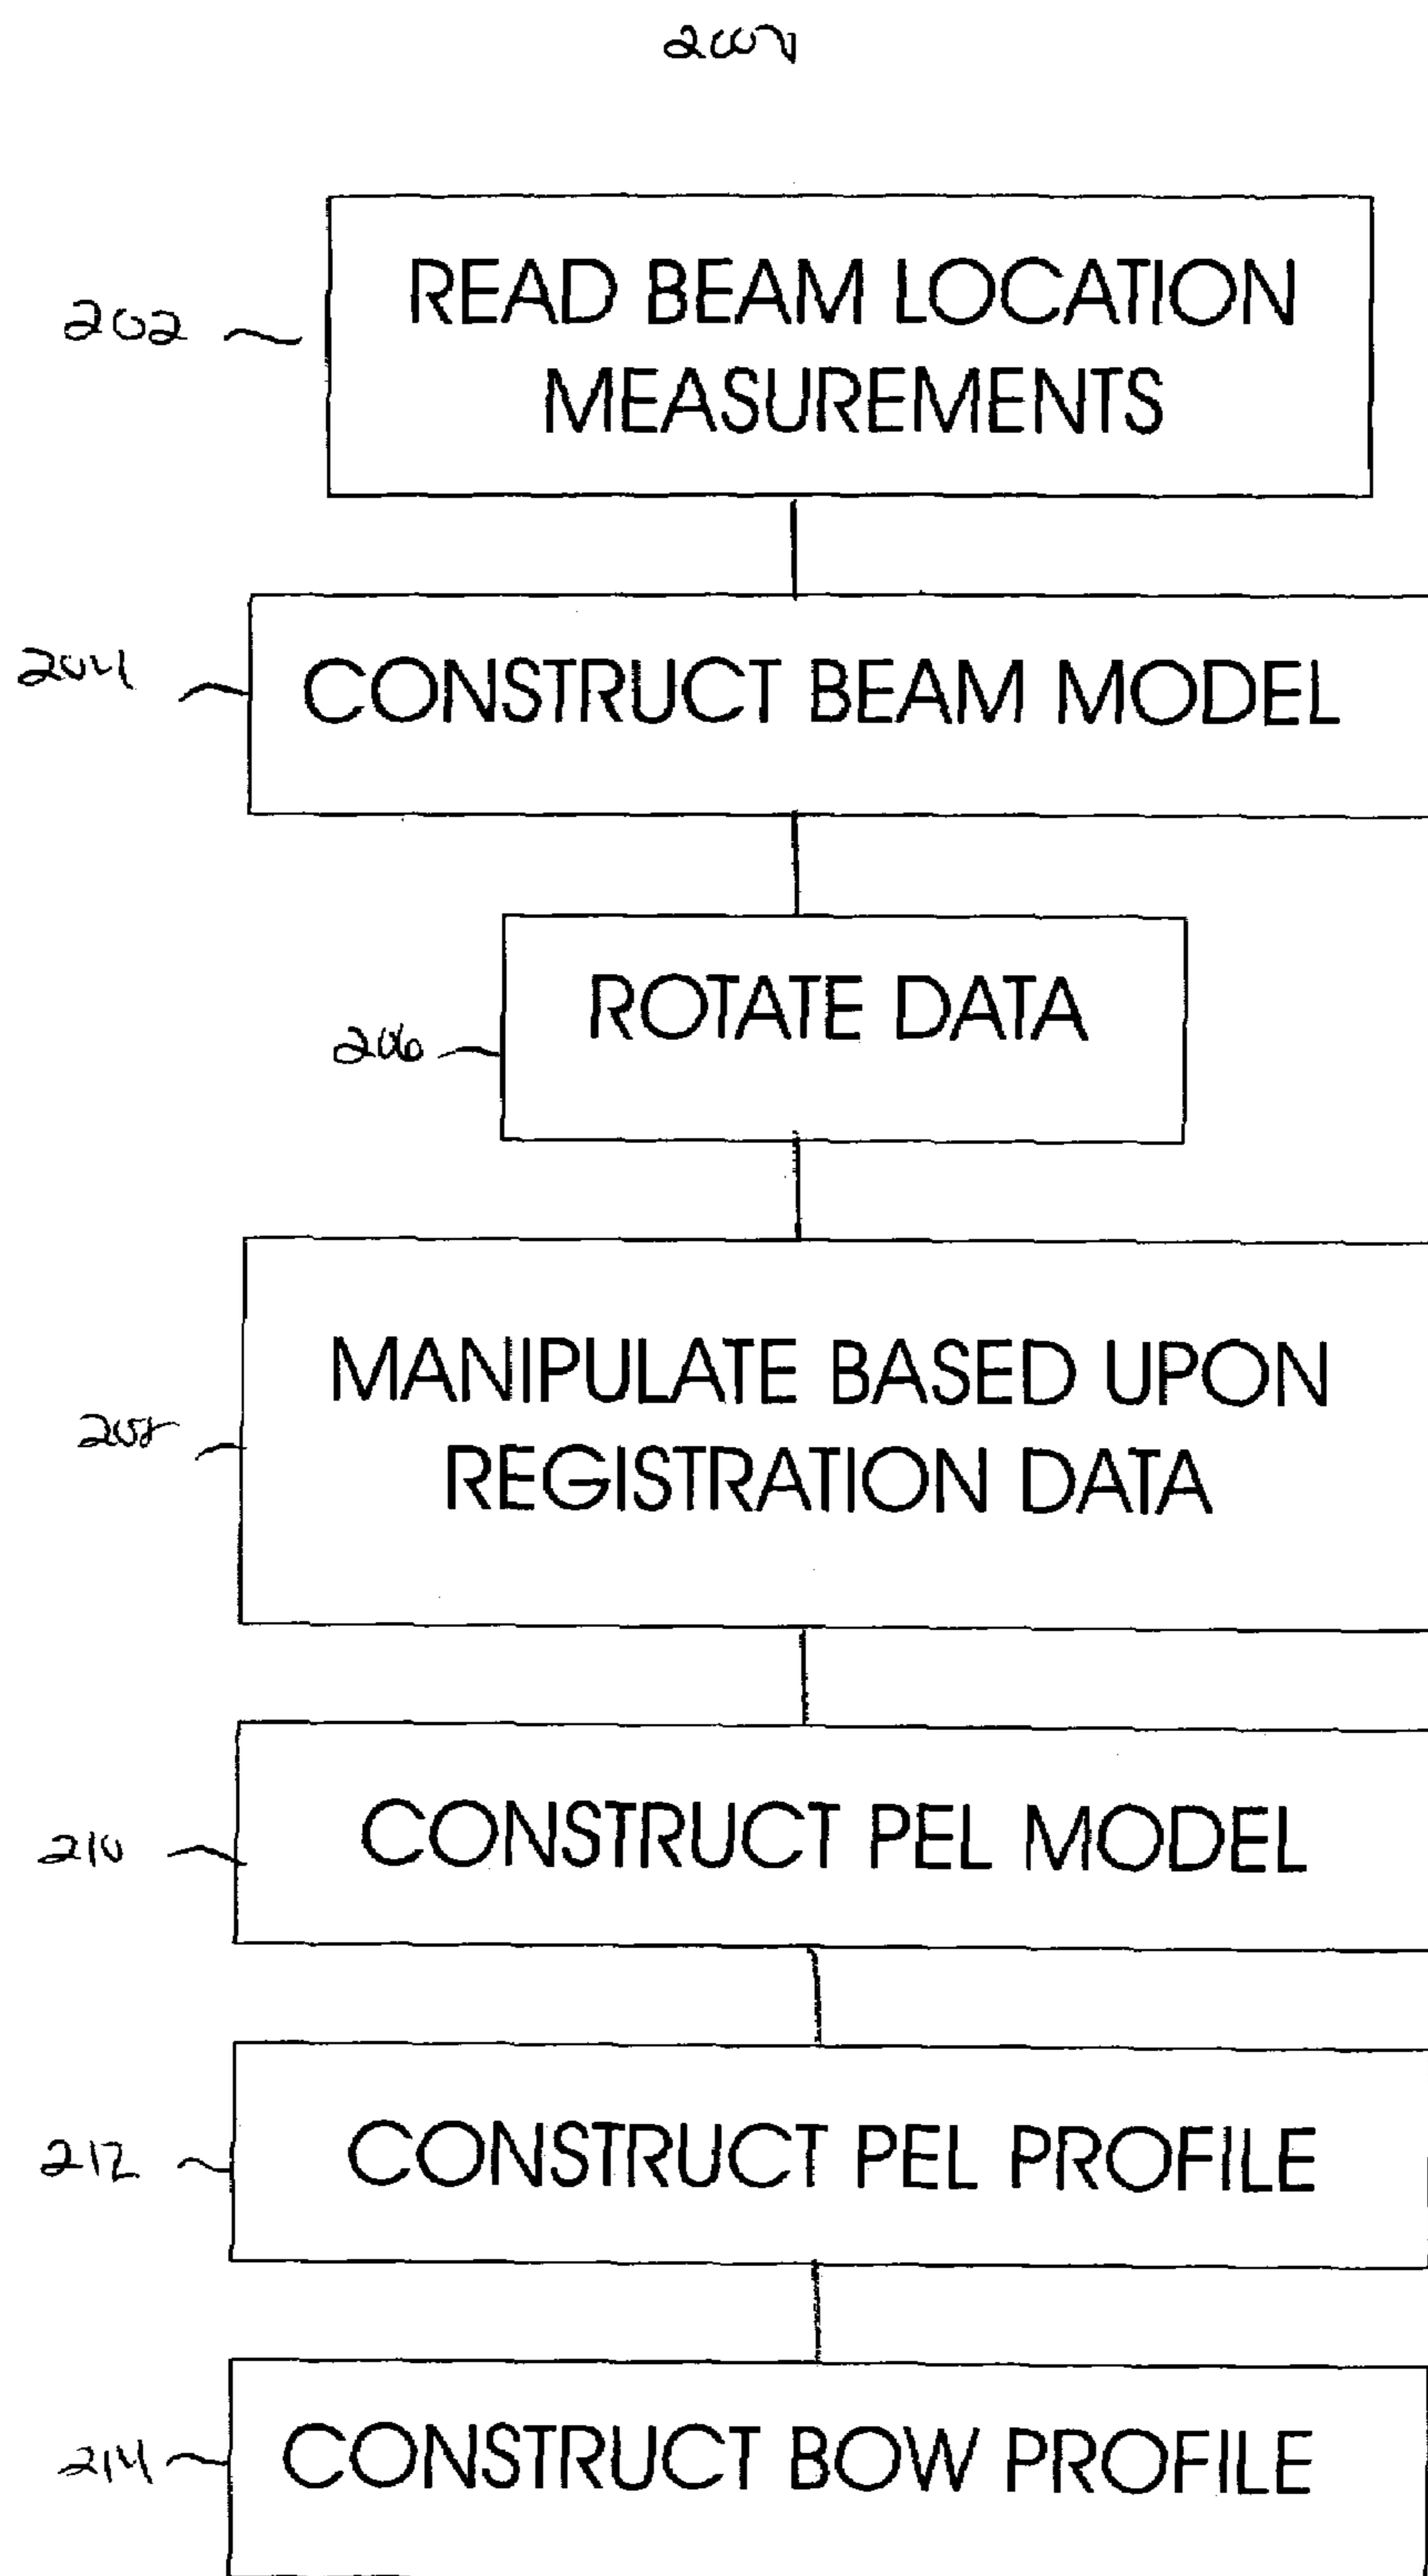 200
202
READ BEAM LOCATION
MEASUREMENTS
204
CONSTRUCT BEAM MODEL
206
ROTATE DATA
208
MANIPULATE BASED UPON
REGISTRATION DATA
210
CONSTRUCT PEL MODEL
212
CONSTRUCT PEL PROFILE
214
CONSTRUCT BOW PROFILE